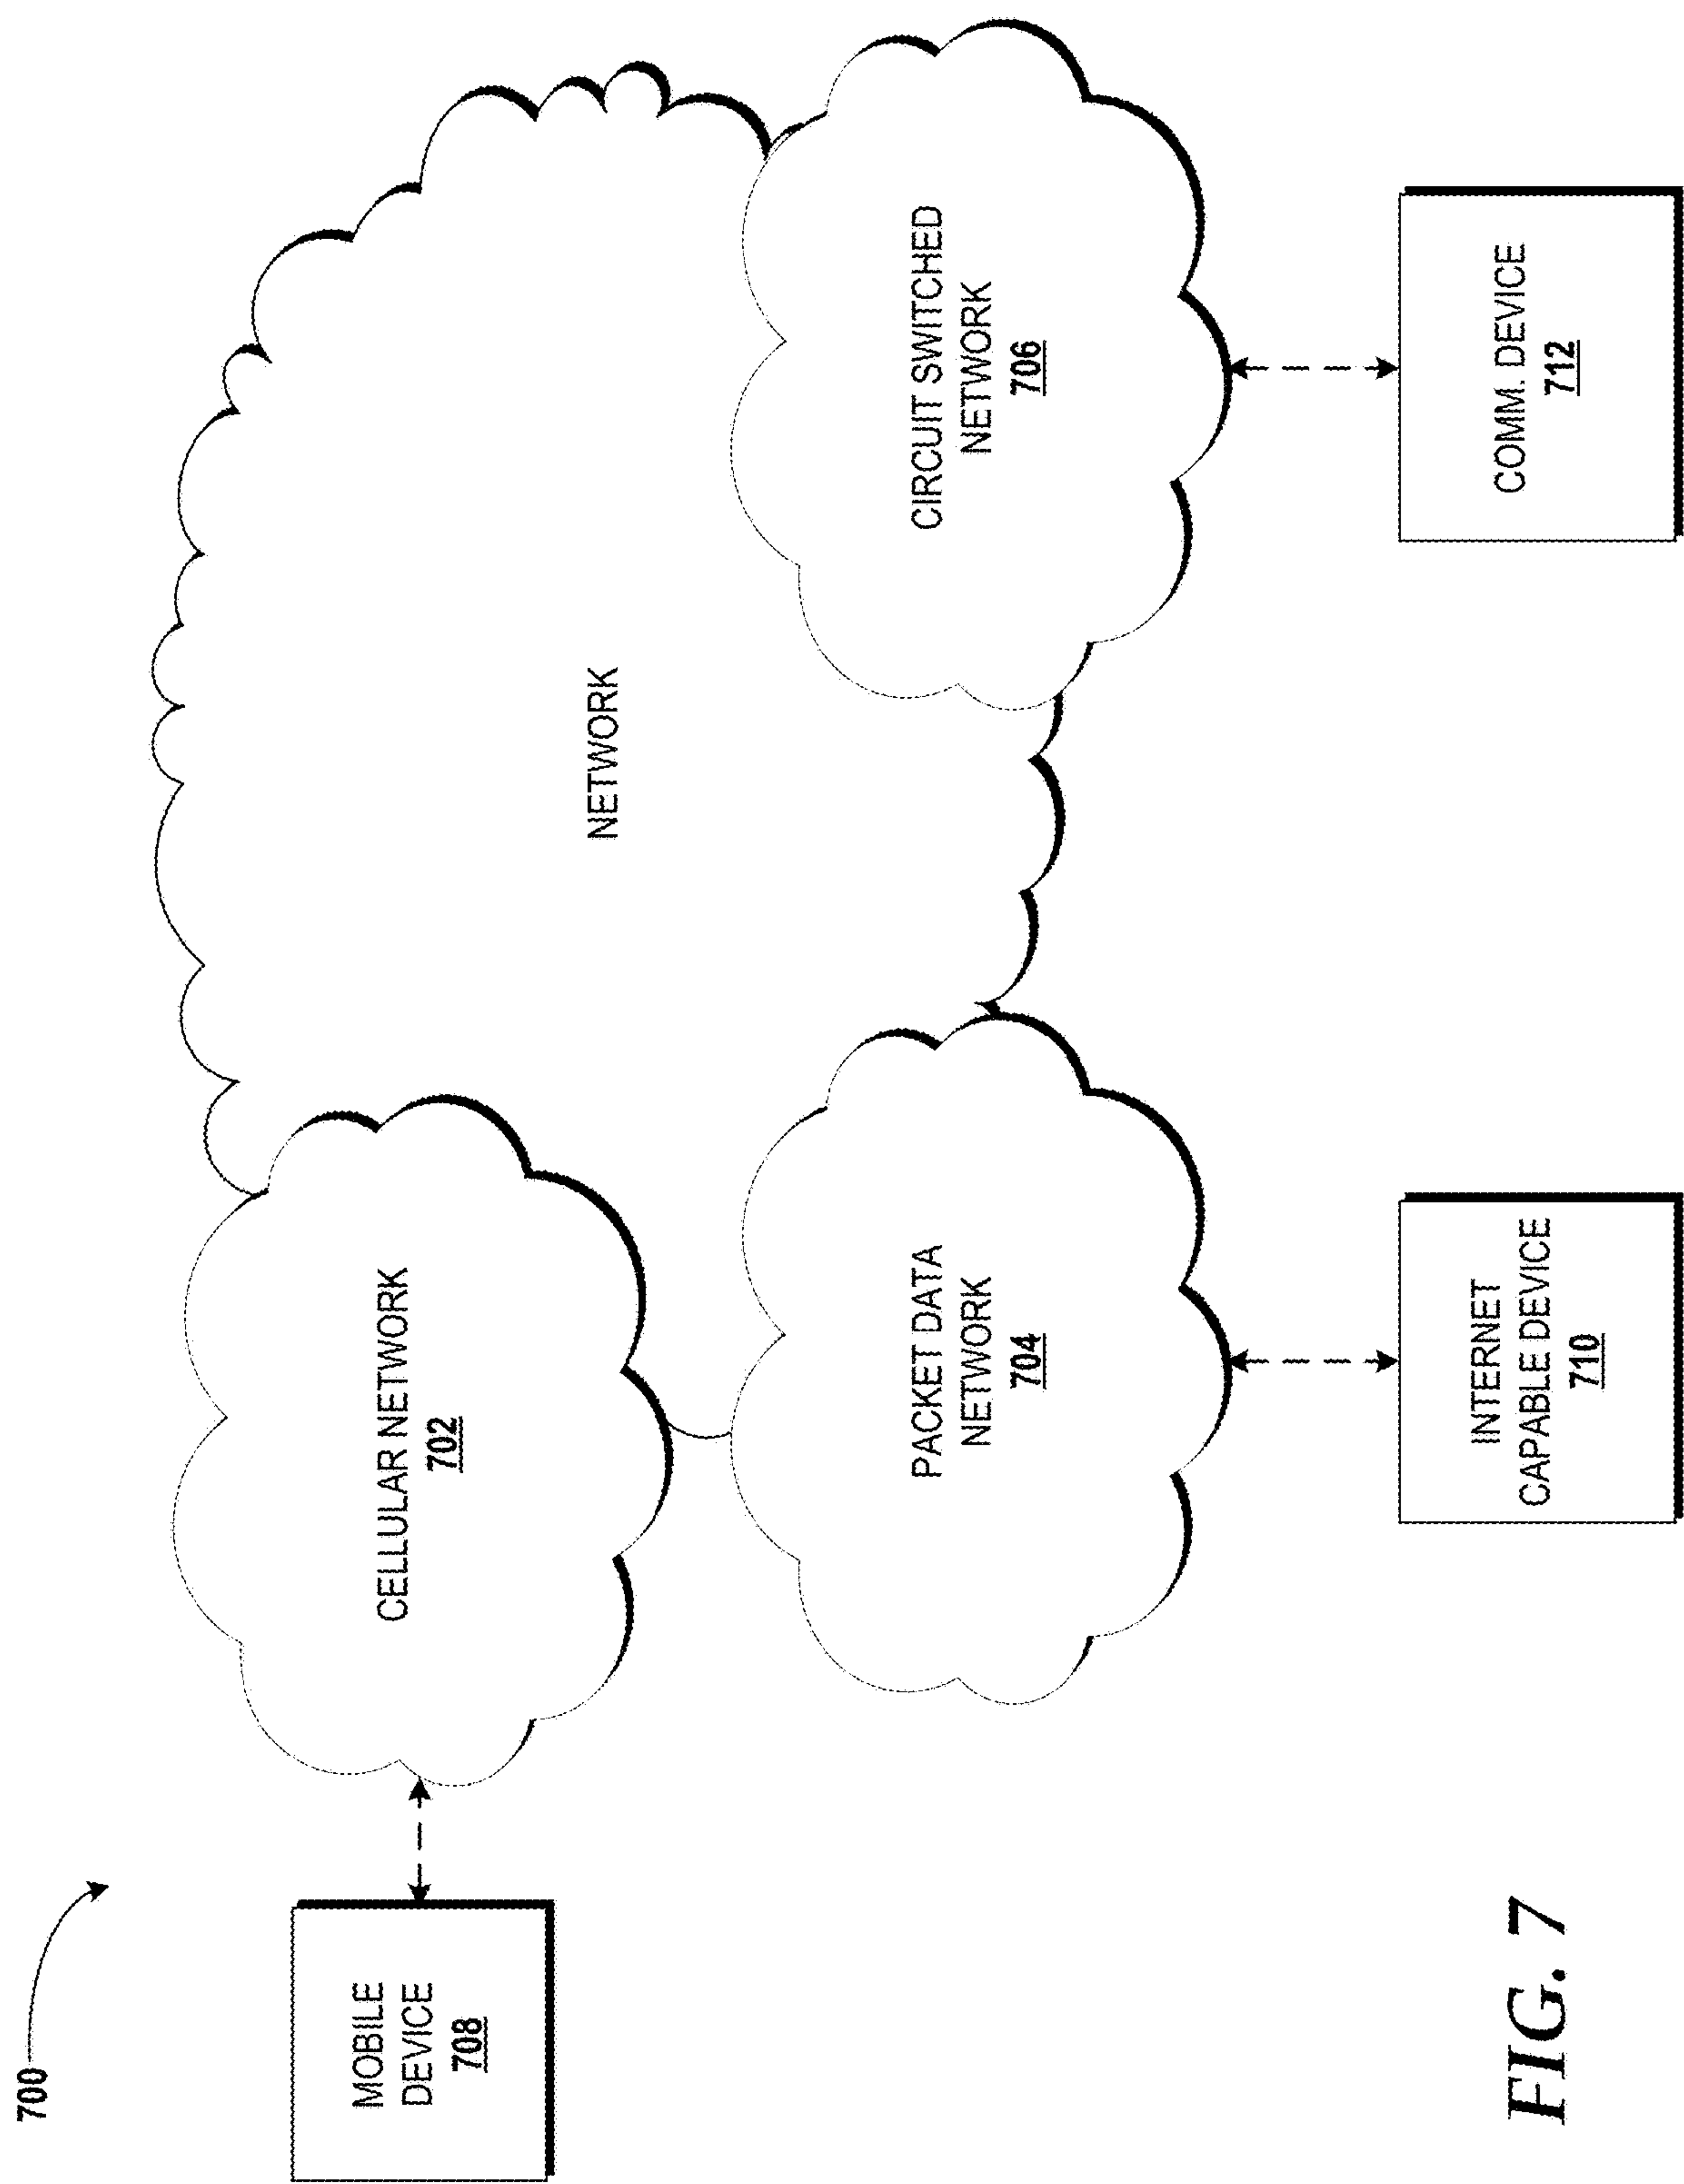 700
MOBILE
DEVICE
708
CELLULAR NETWORK
702
NETWORK
PACKET DATA
NETWORK
704
CIRCUIT SWITCHED
NETWORK
706
INTERNET
CAPABLE DEVICE
710
COMM. DEVICE
712
FIG. 7